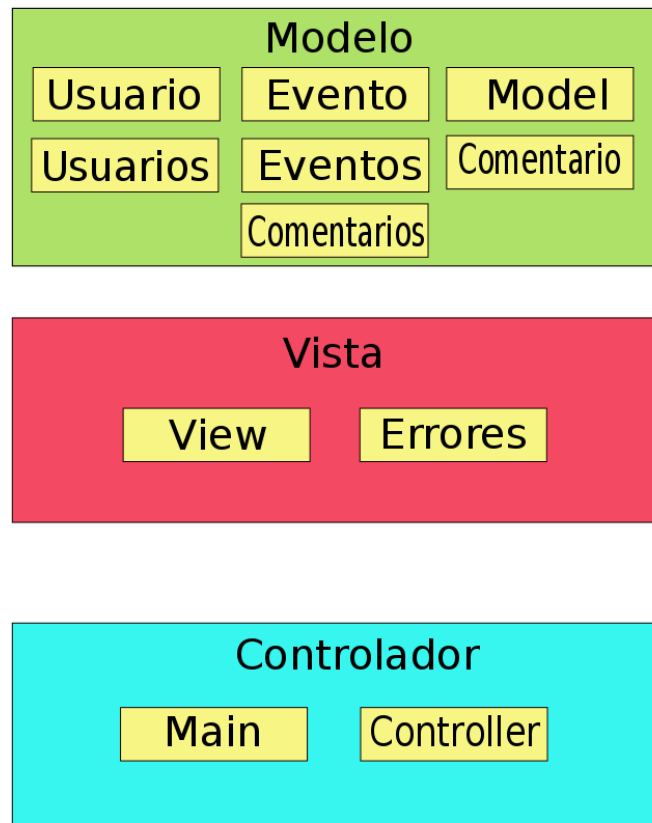 Modelo
Usuario Evento Model
Usuarios Eventos Comentario
Comentarios
Vista
View Errores
Controlador
Main Controller